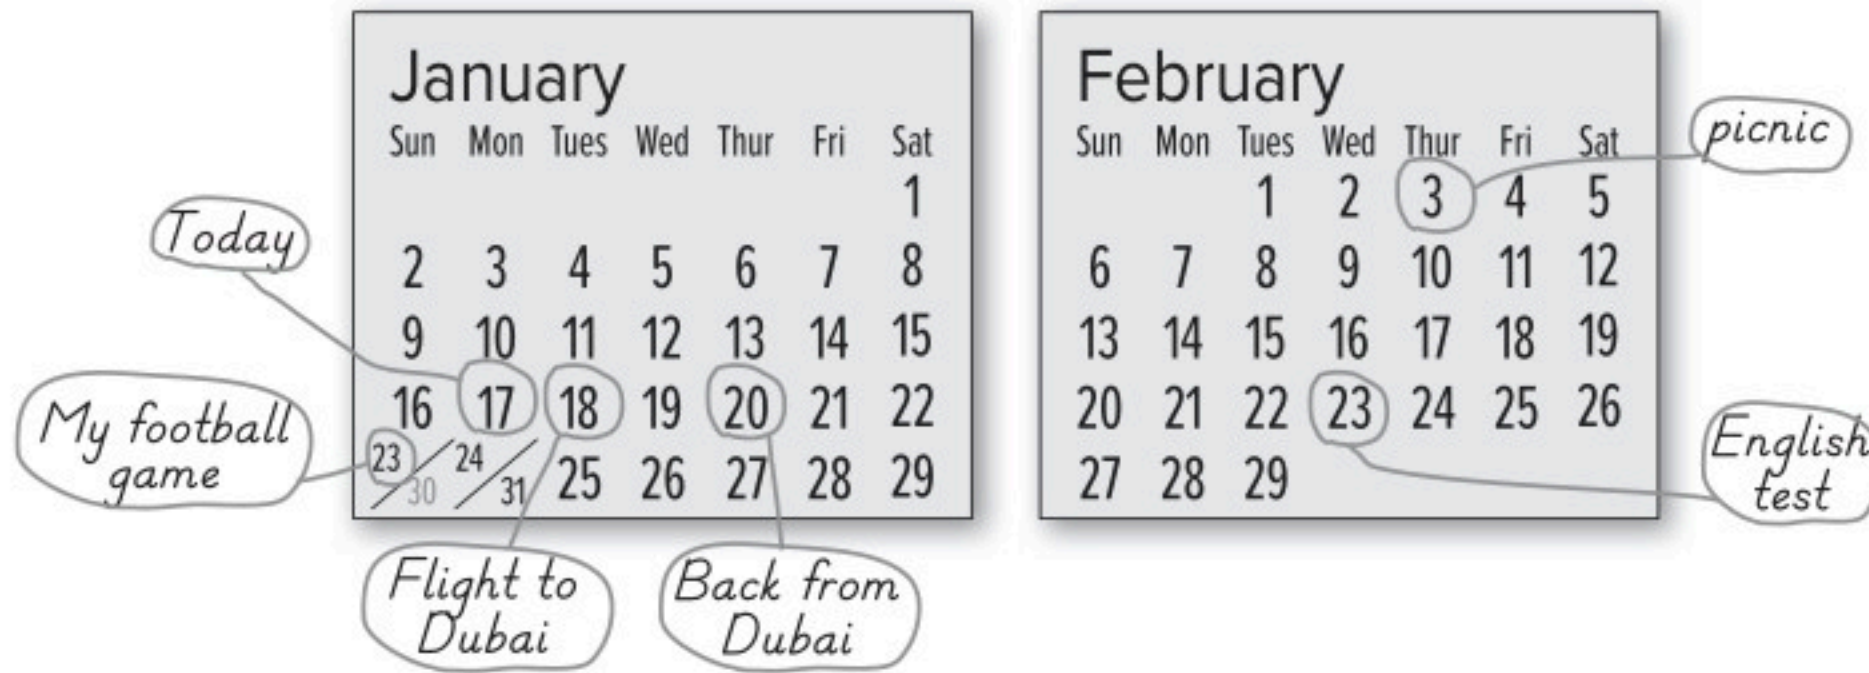 January
Sun Mon Tues Wed Thur Fri Sat
1
2 3 4 5 6 7 8
9 10 11 12 13 14 15
16 17 18 19 20 21 22
23/30 24/31 25 26 27 28 29
Today
My football
game
Flight to
Dubai
Back from
Dubai
February
Sun Mon Tues Wed Thur Fri Sat
1 2 3 4 5
6 7 8 9 10 11 12
13 14 15 16 17 18 19
20 21 22 23 24 25 26
27 28 29
picnic
English
test